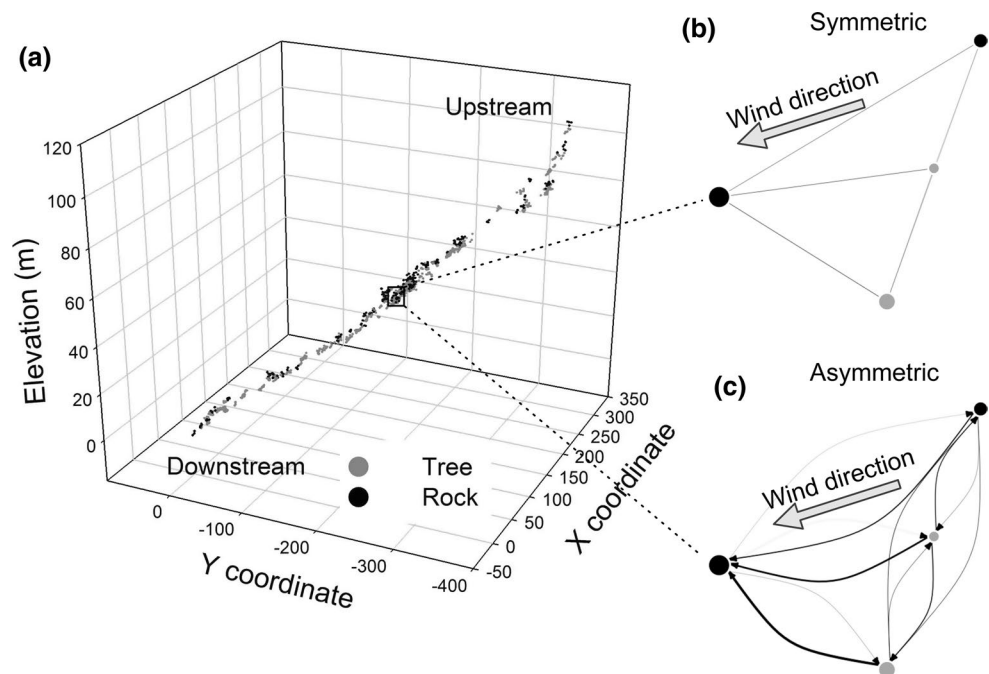 (a)
Upstream
120
100
80
60
40
20
0
Elevation (m)
Downstream
Tree
Rock
0
-100
-200
-300
-400
Y coordinate
350
300
250
200
150
100
50
0
-50
X coordinate
(b)
Symmetric
Wind direction
(c)
Asymmetric
Wind direction